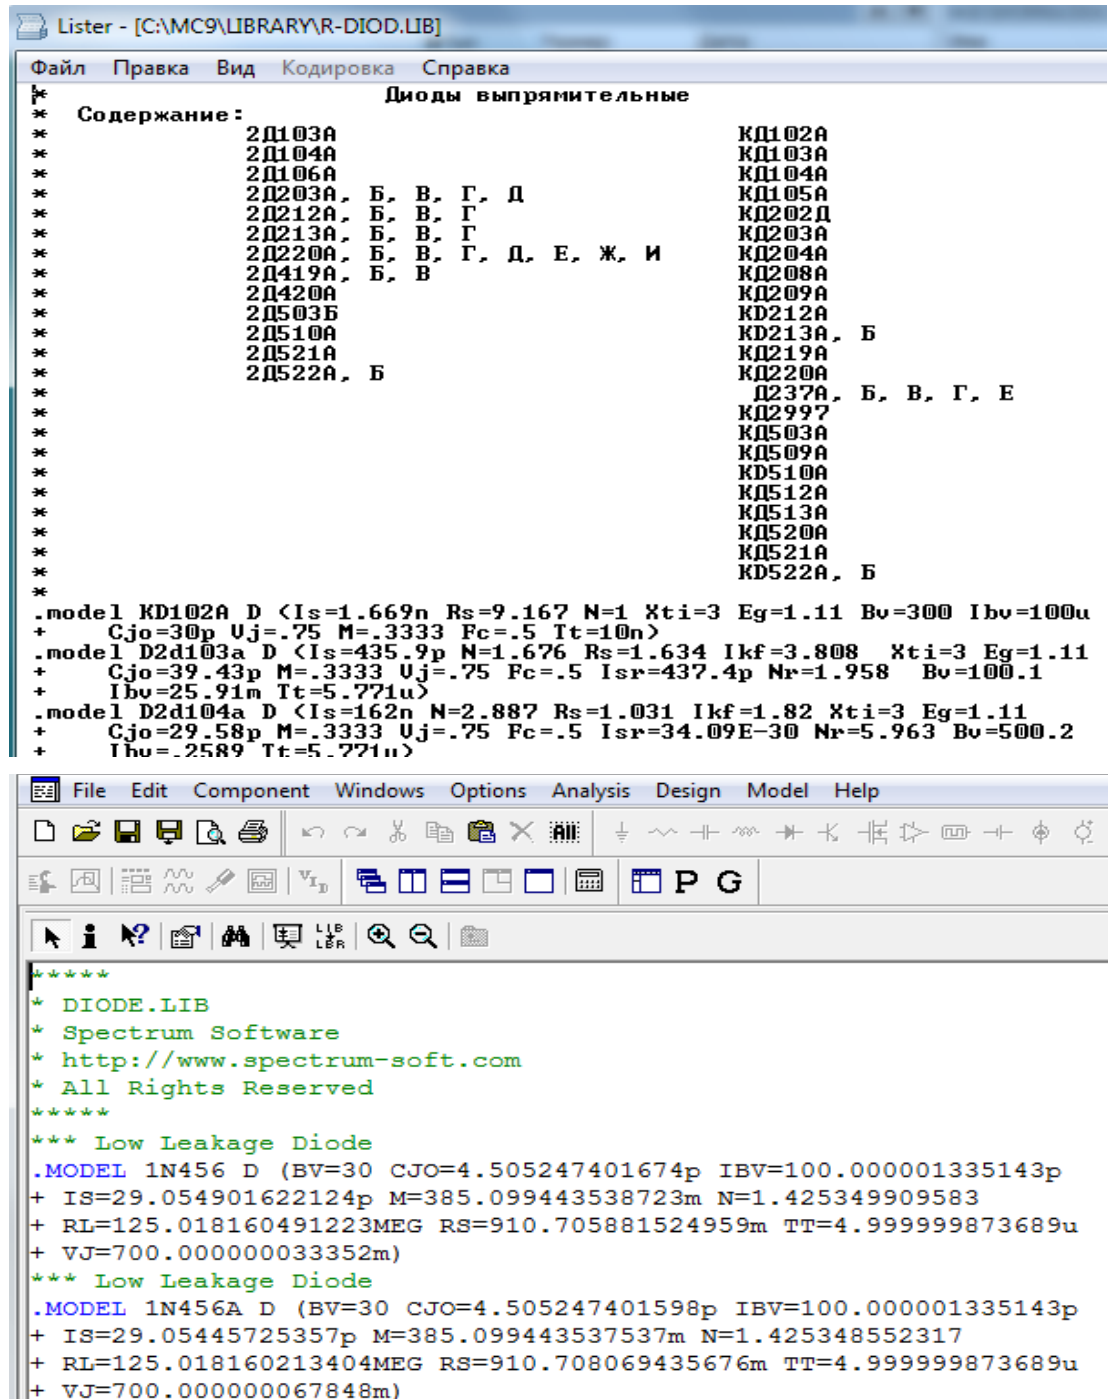 Lister - [C:\MC9\LIBRARY\R-DIOD.LIB]
Файл Правка Вид Кодировка Справка
* Диоды выпрямительные
* Содержание:
* 2Д103А КД102А
* 2Д104А КД103А
* 2Д106А КД104А
* 2Д203А, Б, В, Г, Д КД105А
* 2Д212А, Б, В, Г КД202Д
* 2Д213А, Б, В, Г КД203А
* 2Д220А, Б, В, Г, Д, Е, Ж, И КД204А
* 2Д419А, Б, В КД208А
* 2Д420А КД209А
* 2Д503Б KD212A
* 2Д510А KD213A, Б
* 2Д521А КД219А
* 2Д522А, Б КД220А
* Д237А, Б, В, Г, Е
* КД2997
* КД503А
* КД509А
* KD510A
* КД512А
* КД513А
* КД520А
* КД521А
* KD522A, Б
*
.model KD102A D (Is=1.669n Rs=9.167 N=1 Xti=3 Eg=1.11 Bv=300 Ibv=100u
+ Cjo=30p Vj=.75 M=.3333 Fc=.5 Tt=10n)
.model D2d103a D (Is=435.9p N=1.676 Rs=1.634 Ikf=3.808 Xti=3 Eg=1.11
+ Cjo=39.43p M=.3333 Vj=.75 Fc=.5 Isr=437.4p Nr=1.958 Bv=100.1
+ Ibv=25.91m Tt=5.771u)
.model D2d104a D (Is=162n N=2.887 Rs=1.031 Ikf=1.82 Xti=3 Eg=1.11
+ Cjo=29.58p M=.3333 Vj=.75 Fc=.5 Isr=34.09E-30 Nr=5.963 Bv=500.2
+ Ibv=.2589 Tt=5.771u)
File Edit Component Windows Options Analysis Design Model Help
All
VID P G
LIB LBR
*****
* DIODE.LIB
* Spectrum Software
* http://www.spectrum-soft.com
* All Rights Reserved
*****
*** Low Leakage Diode
.MODEL 1N456 D (BV=30 CJO=4.505247401674p IBV=100.000001335143p
+ IS=29.054901622124p M=385.099443538723m N=1.425349909583
+ RL=125.018160491223MEG RS=910.705881524959m TT=4.999999873689u
+ VJ=700.000000033352m)
*** Low Leakage Diode
.MODEL 1N456A D (BV=30 CJO=4.505247401598p IBV=100.000001335143p
+ IS=29.05445725357p M=385.099443537537m N=1.425348552317
+ RL=125.018160213404MEG RS=910.708069435676m TT=4.999999873689u
+ VJ=700.000000067848m)